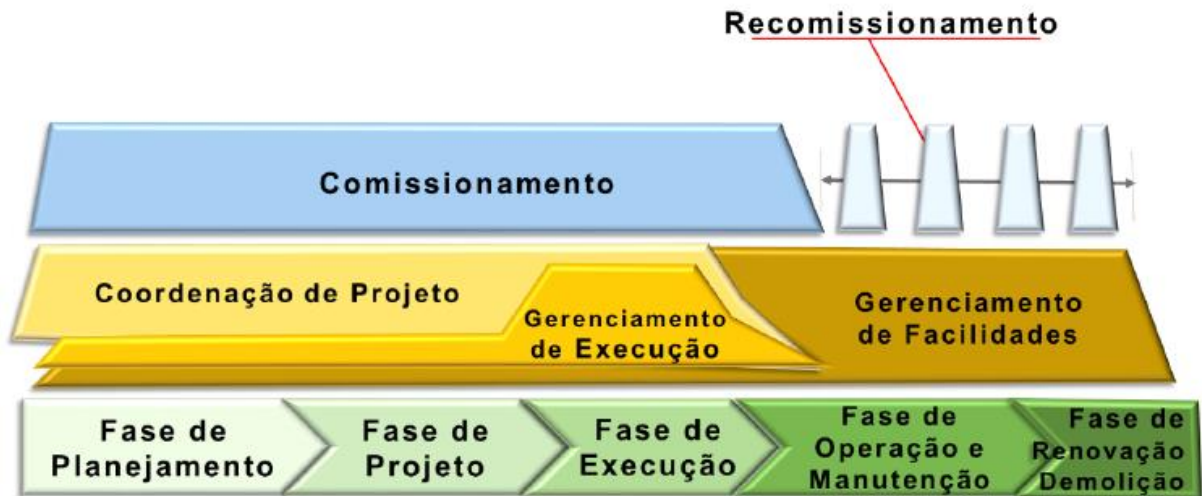 Recomissionamento
Comissionamento
Coordenação de Projeto
Gerenciamento
de Execução
Gerenciamento
de Facilidades
Fase de
Planejamento
Fase de
Projeto
Fase de
Execução
Fase de
Operação e
Manutenção
Fase de
Renovação
Demolição